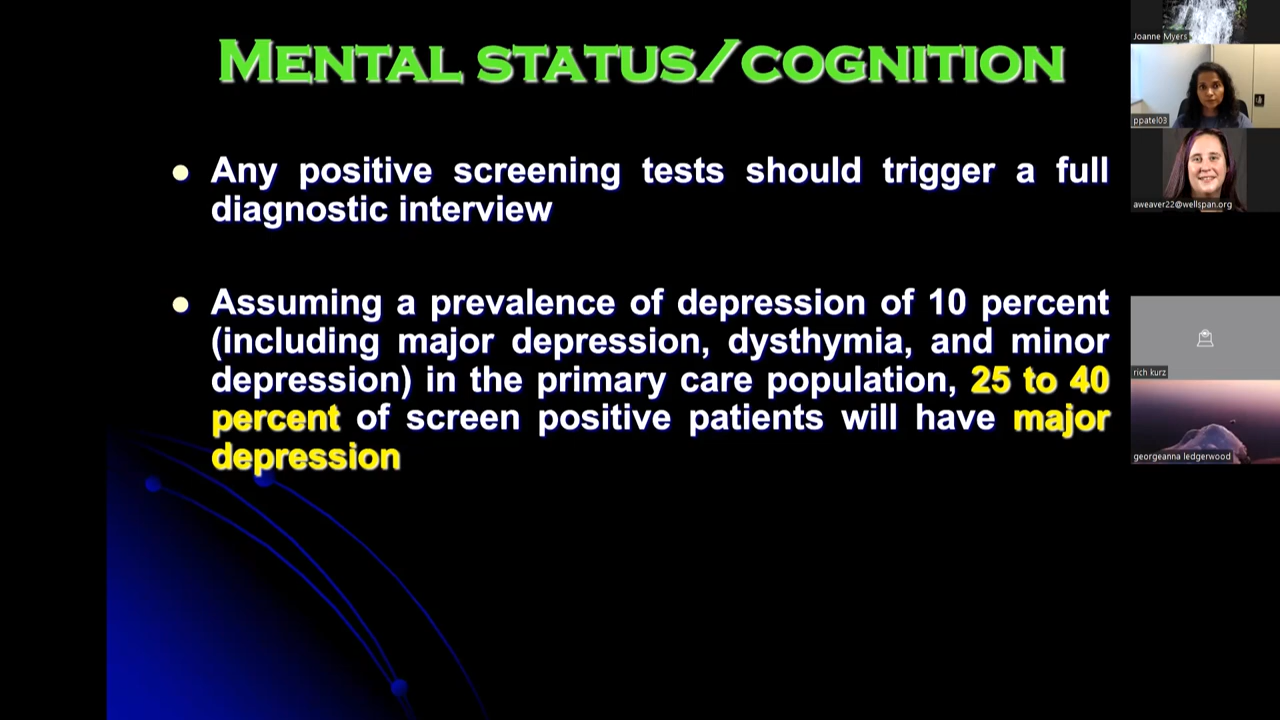 MENTAL STATUS/COGNITION
• Any positive screening tests should trigger a full
diagnostic interview
• Assuming a prevalence of depression of 10 percent
(including major depression, dysthymia, and minor
depression) in the primary care population, 25 to 40
percent of screen positive patients will have major
depression
Joanne Myers
ppatel03
aweaver22@wellspan.org
rich kurz
georgeanna ledgerwood